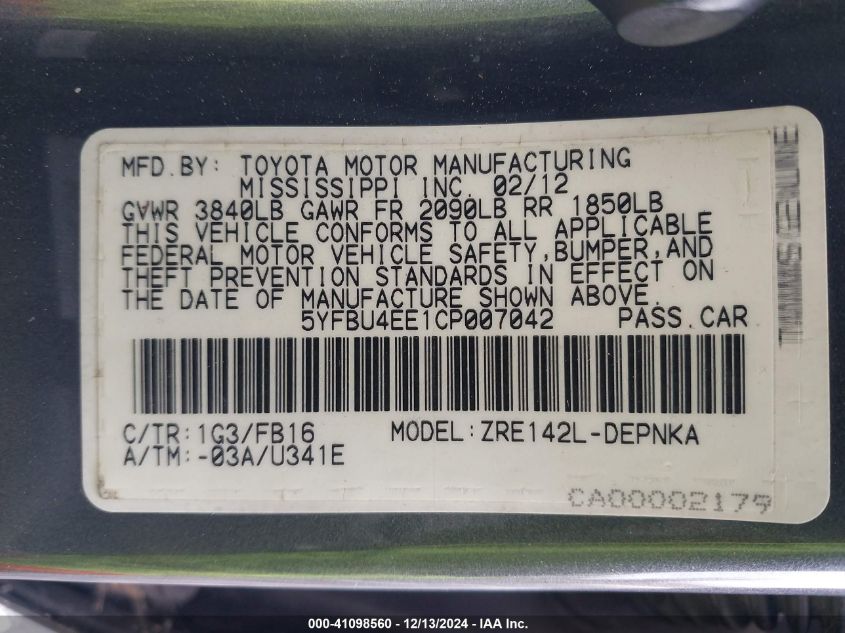 MFD.BY: TOYOTA MOTOR MANUFACTURING
MISSISSIPPI INC. 02/12
GVWR 3840LB GAWR FR 2090LB RR 1850LB
THIS VEHICLE CONFORMS TO ALL APPLICABLE
FEDERAL MOTOR VEHICLE SAFETY,BUMPER,AND
THEFT PREVENTION STANDARDS IN EFFECT ON
THE DATE OF MANUFACTURE SHOWN ABOVE.
5YFBU4EE1CP007042 PASS.CAR
C/TR:1G3/FB16 MODEL:ZRE142L-DEPNKA
A/TM:-03A/U341E
CA00002179
000-41098560 - 12/13/2024 - IAA Inc.